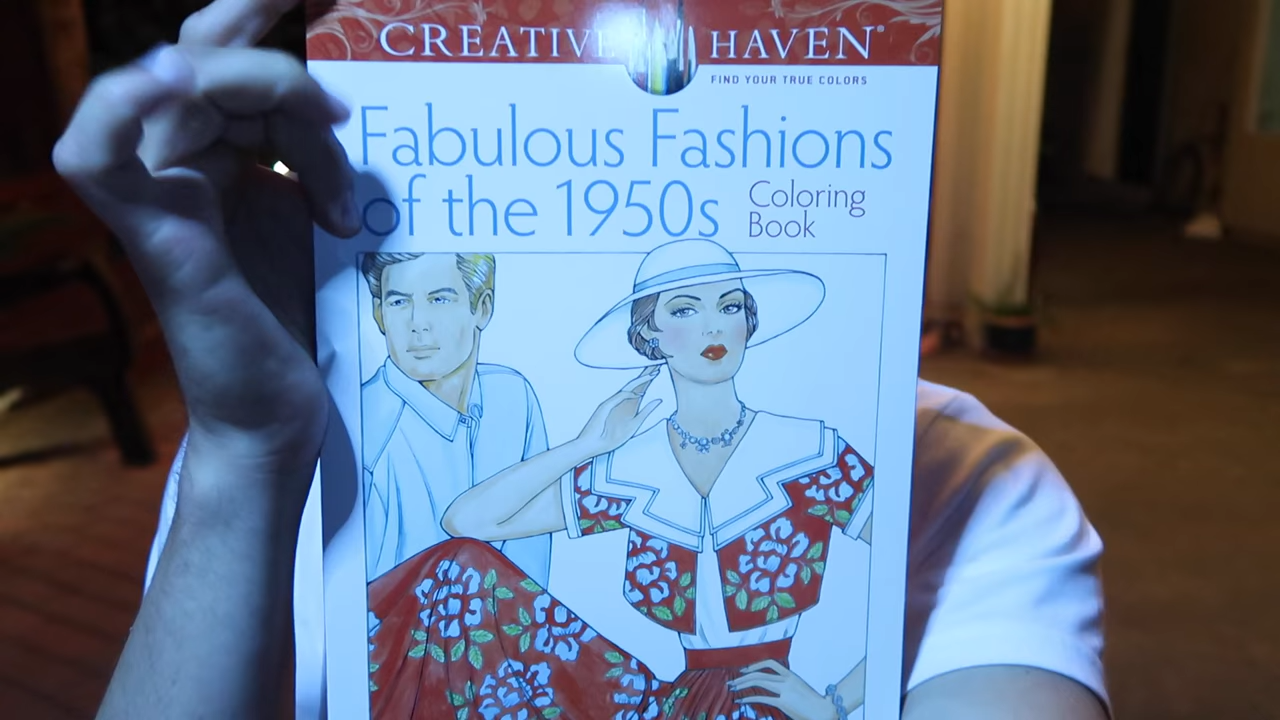 CREATIVE HAVEN®
FIND YOUR TRUE COLORS
Fabulous Fashions
of the 1950s
Coloring
Book